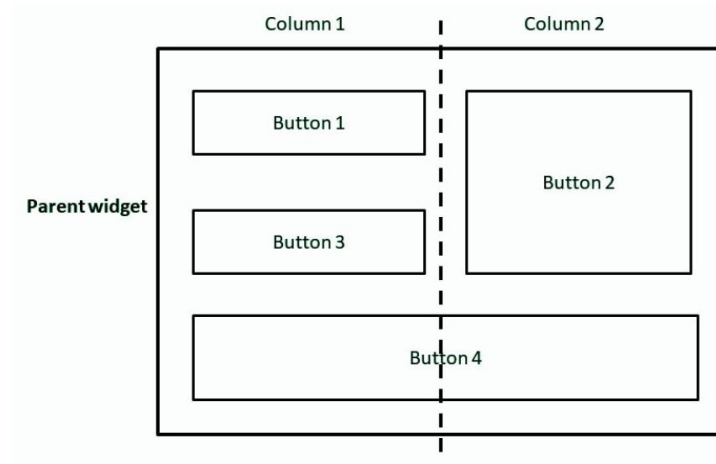 Column 1
Column 2
Button 1
Button 2
Parent widget
Button 3
Button 4